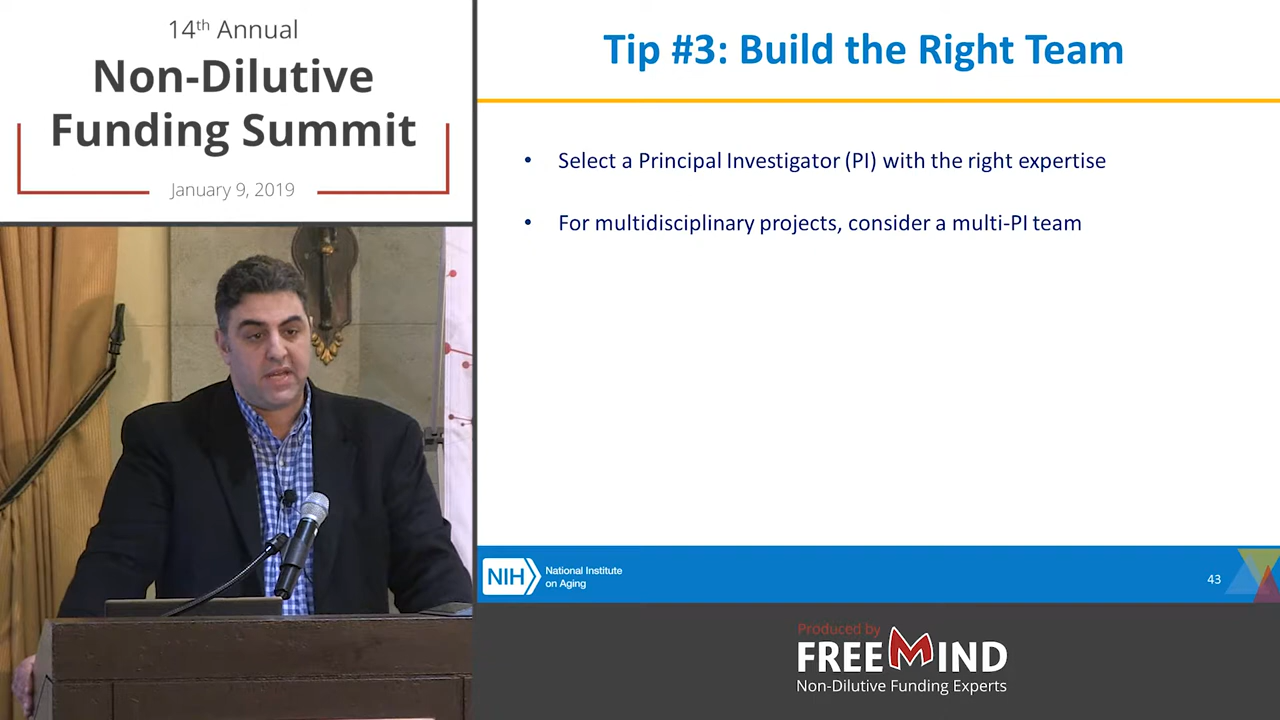 14th Annual
Non-Dilutive
Funding Summit
January 9, 2019
Tip #3: Build the Right Team
• Select a Principal Investigator (PI) with the right expertise
• For multidisciplinary projects, consider a multi-PI team
NIH
National Institute
on Aging
43
Produced by
FREEMIND
Non-Dilutive Funding Experts